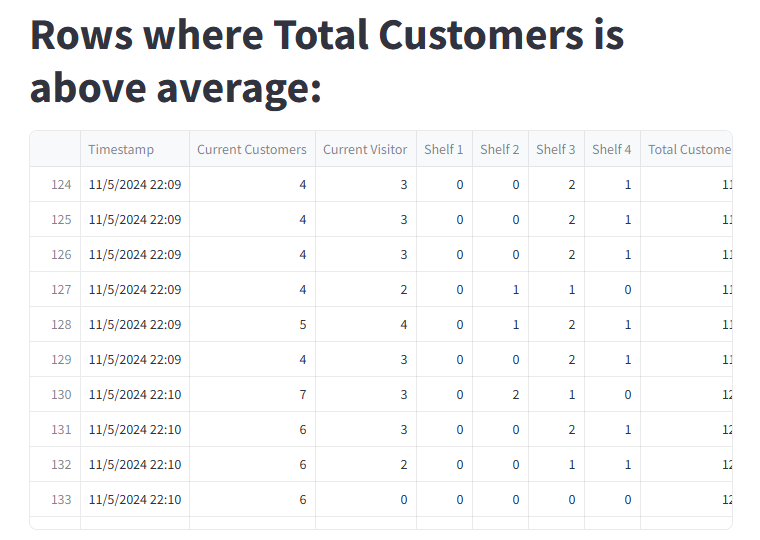 Rows where Total Customers is
above average:
Timestamp Current Customers Current Visitor Shelf 1 Shelf 2 Shelf 3 Shelf 4 Total Custome
124 11/5/2024 22:09 4 3 0 0 2 1 11
125 11/5/2024 22:09 4 3 0 0 2 1 11
126 11/5/2024 22:09 4 3 0 0 2 1 11
127 11/5/2024 22:09 4 2 0 1 1 0 11
128 11/5/2024 22:09 5 4 0 1 2 1 11
129 11/5/2024 22:09 4 3 0 0 2 1 11
130 11/5/2024 22:10 7 3 0 2 1 0 12
131 11/5/2024 22:10 6 3 0 0 2 1 12
132 11/5/2024 22:10 6 2 0 0 1 1 12
133 11/5/2024 22:10 6 0 0 0 0 0 12